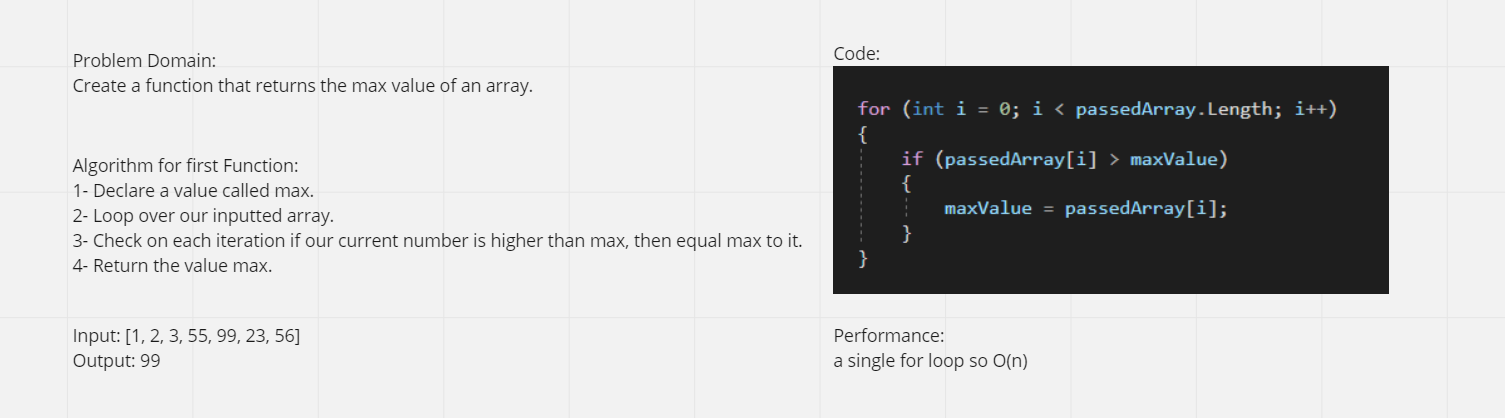 Problem Domain:
Create a function that returns the max value of an array.
Algorithm for first Function:
1- Declare a value called max.
2- Loop over our inputted array.
3- Check on each iteration if our current number is higher than max, then equal max to it.
4- Return the value max.
Input: [1, 2, 3, 55, 99, 23, 56]
Output: 99
Code:
for (int i = 0; i < passedArray.Length; i++)
{
if (passedArray[i] > maxValue)
{
maxValue = passedArray[i];
}
}
Performance:
a single for loop so O(n)